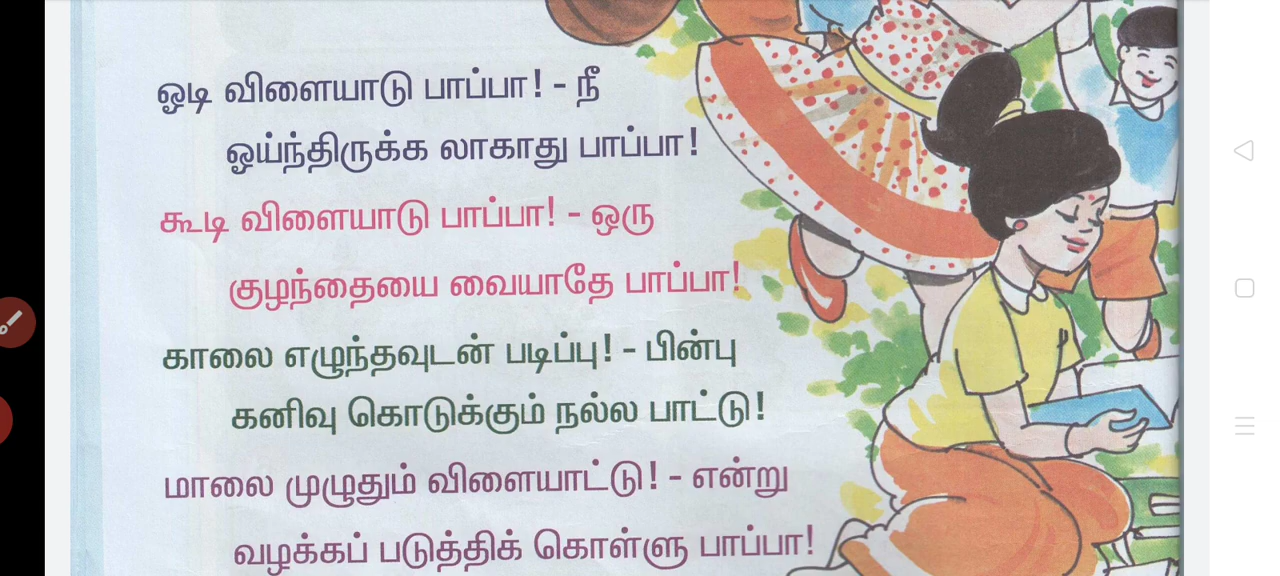 ஓடி விளையாடு பாப்பா! - நீ
ஓய்ந்திருக்க லாகாது பாப்பா!
கூடி விளையாடு பாப்பா! - ஒரு
குழந்தையை வையாதே பாப்பா!
காலை எழுந்தவுடன் படிப்பு! - பின்பு
கனிவு கொடுக்கும் நல்ல பாட்டு!
மாலை முழுதும் விளையாட்டு! - என்று
வழக்கப் படுத்திக் கொள்ளு பாப்பா!